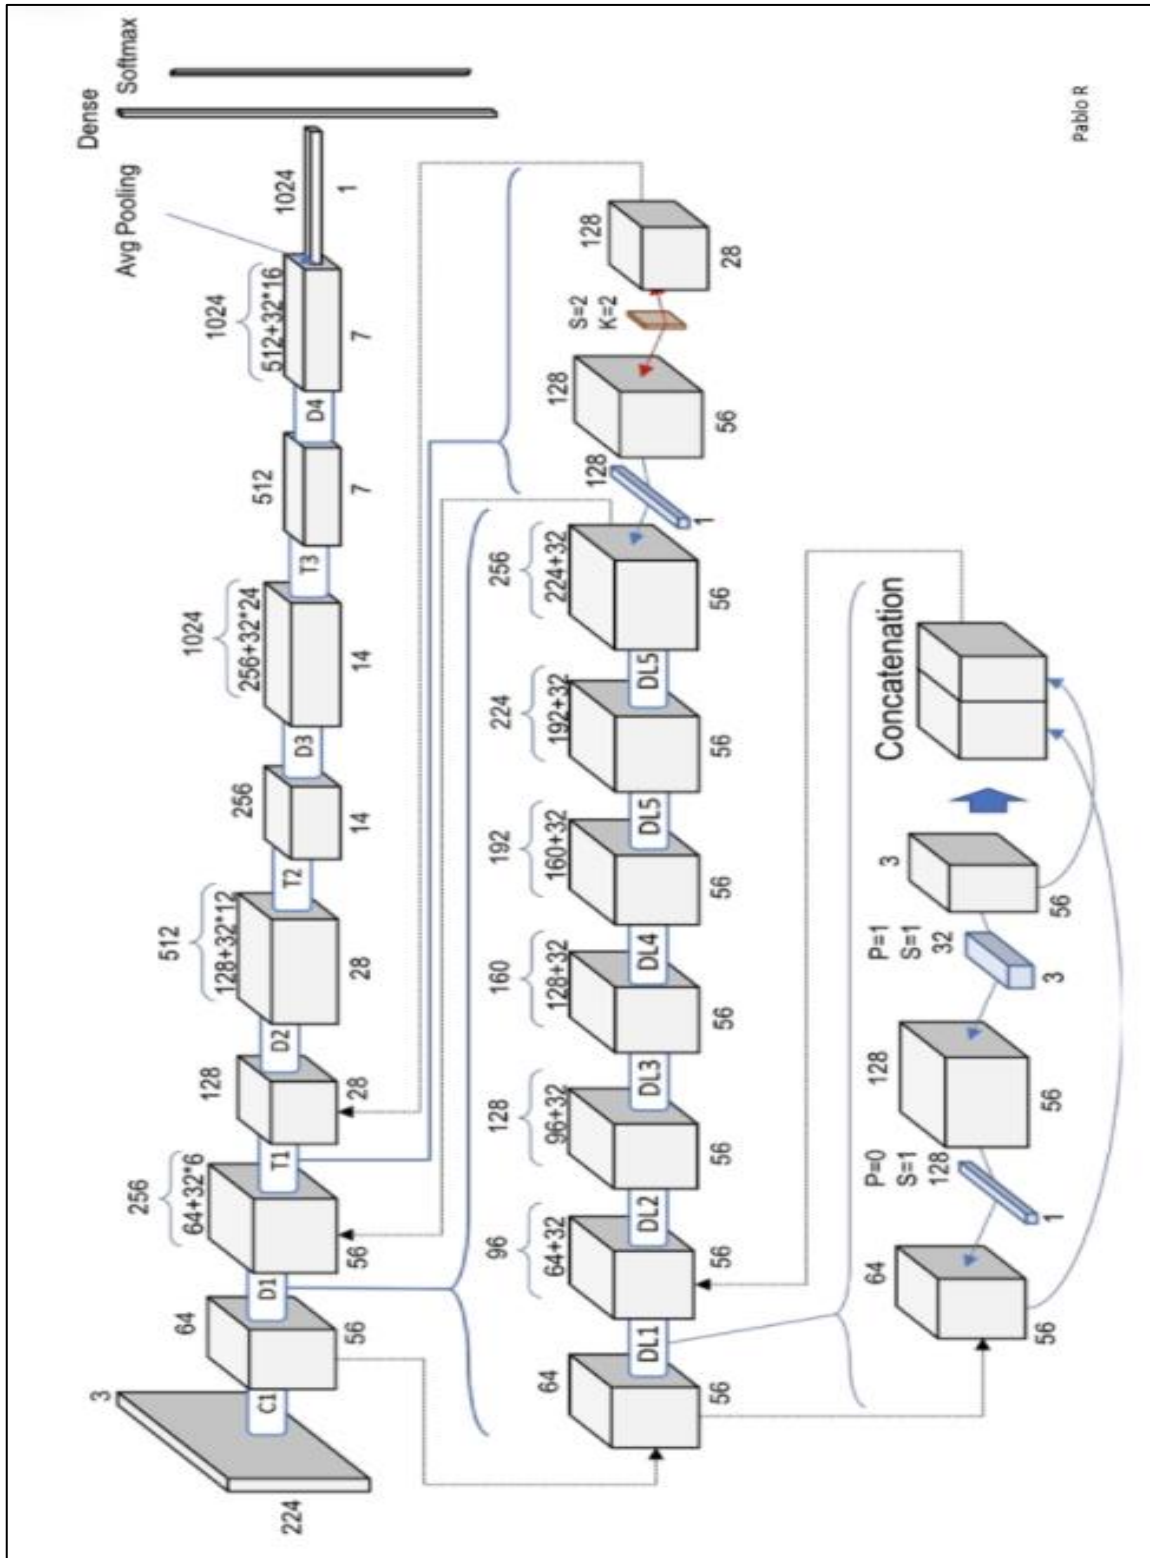 3
224
C1
64
56
D1
256
64+32*6
56
T1
128
28
D2
512
128+32*12
28
T2
256
14
D3
1024
256+32*24
14
T3
512
7
D4
1024
512+32*16
7
Avg Pooling
1024
1
Dense
Softmax
64
56
DL1
96
64+32
56
DL2
128
96+32
56
DL3
160
128+32
56
DL4
192
160+32
56
DL5
224
192+32
56
DL5
256
224+32
56
128
1
128
56
S=2
K=2
128
28
64
56
P=0
S=1
128
1
128
56
P=1
S=1
32
3
3
56
Concatenation
Pablo R